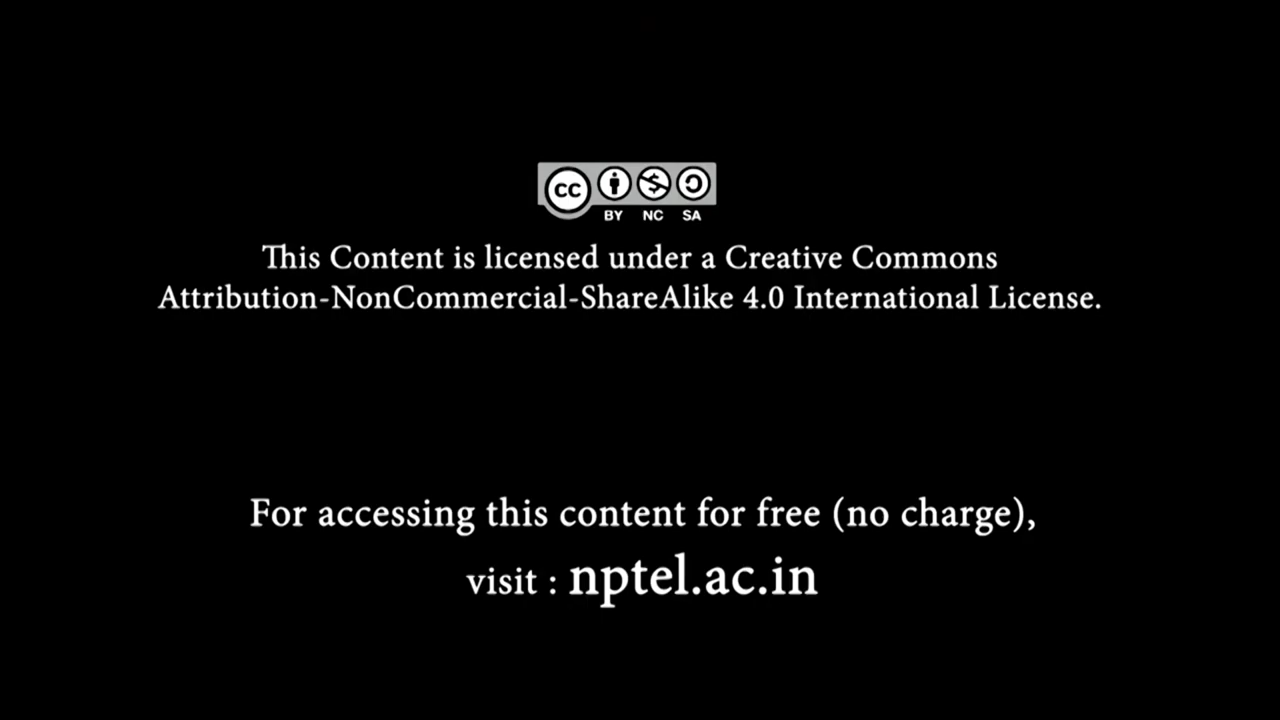 cc
BY NC SA
This Content is licensed under a Creative Commons
Attribution-NonCommercial-ShareAlike 4.0 International License.
For accessing this content for free (no charge),
visit : nptel.ac.in